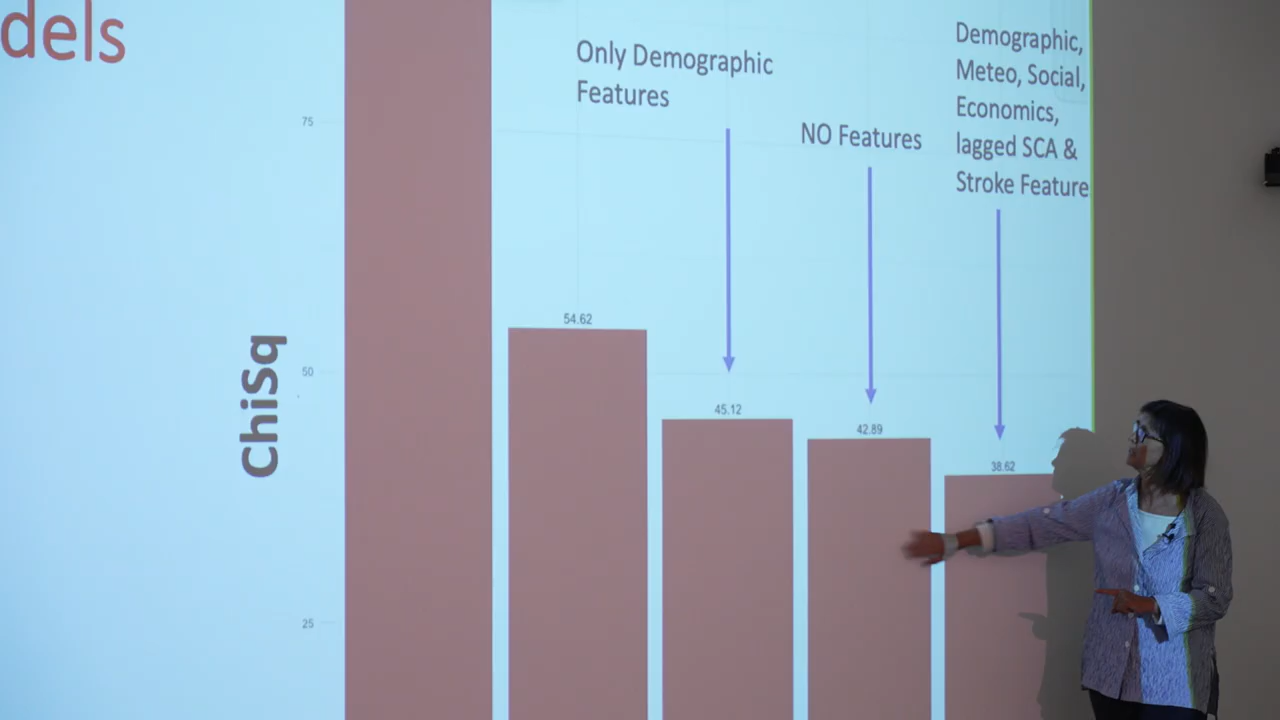 dels
Only Demographic
Features
NO Features
Demographic,
Meteo, Social,
Economics,
lagged SCA &
Stroke Feature
ChiSq
75
50
25
54.62
45.12
42.89
38.62